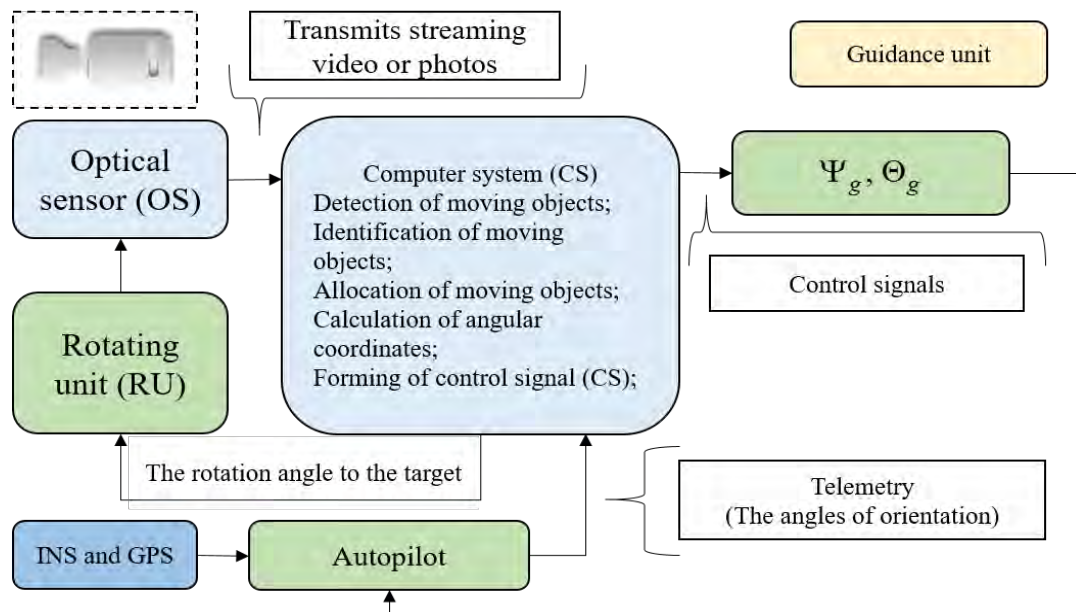 Transmits streaming
video or photos
Guidance unit
Optical
sensor (OS)
Computer system (CS)
Detection of moving objects;
Identification of moving
objects;
Allocation of moving objects;
Calculation of angular
coordinates;
Forming of control signal (CS);
Ψg, Θg
Control signals
Rotating
unit (RU)
The rotation angle to the target
Telemetry
(The angles of orientation)
INS and GPS
Autopilot